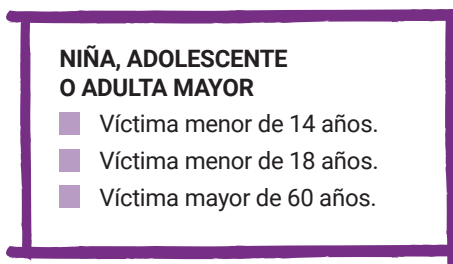 NIÑA, ADOLESCENTE
O ADULTA MAYOR
Víctima menor de 14 años.
Víctima menor de 18 años.
Víctima mayor de 60 años.